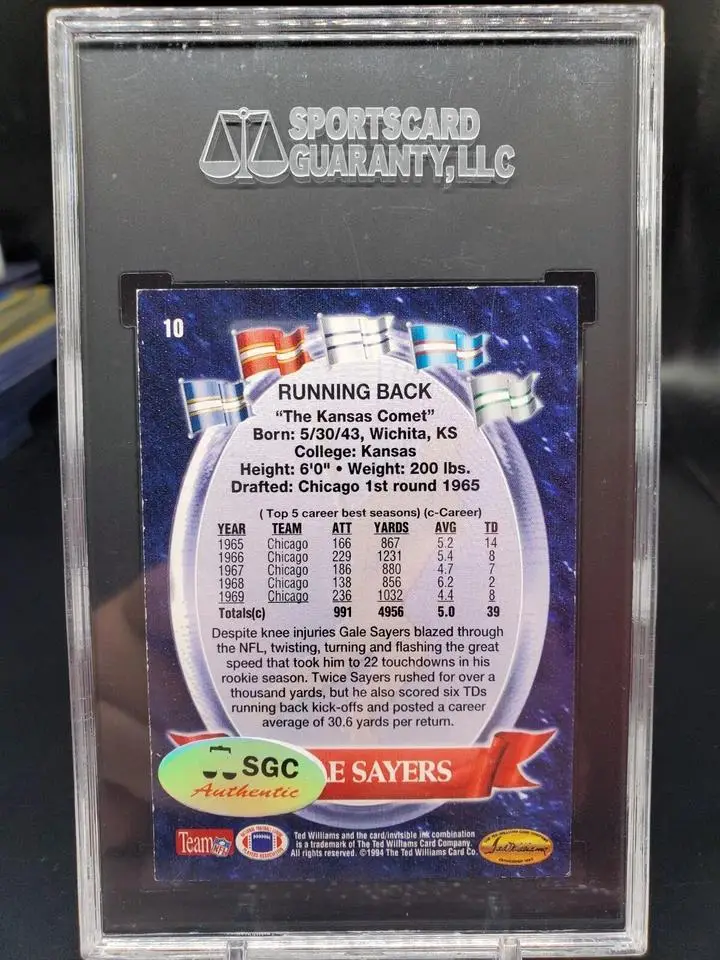 SPORTSCARD
GUARANTY, LLC
10
RUNNING BACK
"The Kansas Comet"
Born: 5/30/43, Wichita, KS
College: Kansas
Height: 6'0" • Weight: 200 lbs.
Drafted: Chicago 1st round 1965
( Top 5 career best seasons) (c-Career)
YEAR TEAM ATT YARDS AVG TD
1965 Chicago 166 867 5.2 14
1966 Chicago 229 1231 5.4 8
1967 Chicago 186 880 4.7 7
1968 Chicago 138 856 6.2 2
1969 Chicago 236 1032 4.4 8
Totals(c) 991 4956 5.0 39
Despite knee injuries Gale Sayers blazed through
the NFL, twisting, turning and flashing the great
speed that took him to 22 touchdowns in his
rookie season. Twice Sayers rushed for over a
thousand yards, but he also scored six TDs
running back kick-offs and posted a career
average of 30.6 yards per return.
SGC
Authentic
LE SAYERS
Team NFL
Ted Williams and the card/invisible ink combination
is a trademark of The Ted Williams Card Company.
All rights reserved. ©1994 The Ted Williams Card Co.
Ted Williams